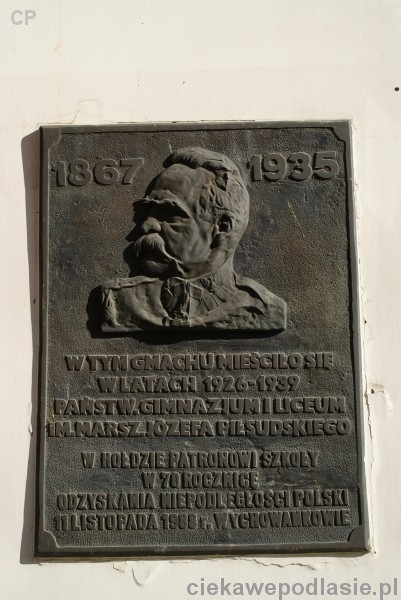 CP
1867 1935
W TYM GMACHU MIEŚCIŁO SIĘ
W LATACH 1926-1939
PAŃSTW. GIMNAZJUM I LICEUM
IM. MARSZ. JÓZEFA PIŁSUDSKIEGO
W HOŁDZIE PATRONOWI SZKOŁY
W 70 ROCZNICĘ
ODZYSKANIA NIEPODLEGŁOŚCI POLSKI
11 LISTOPADA 1988 r. WYCHOWANKOWIE
ciekawepodlasie.pl